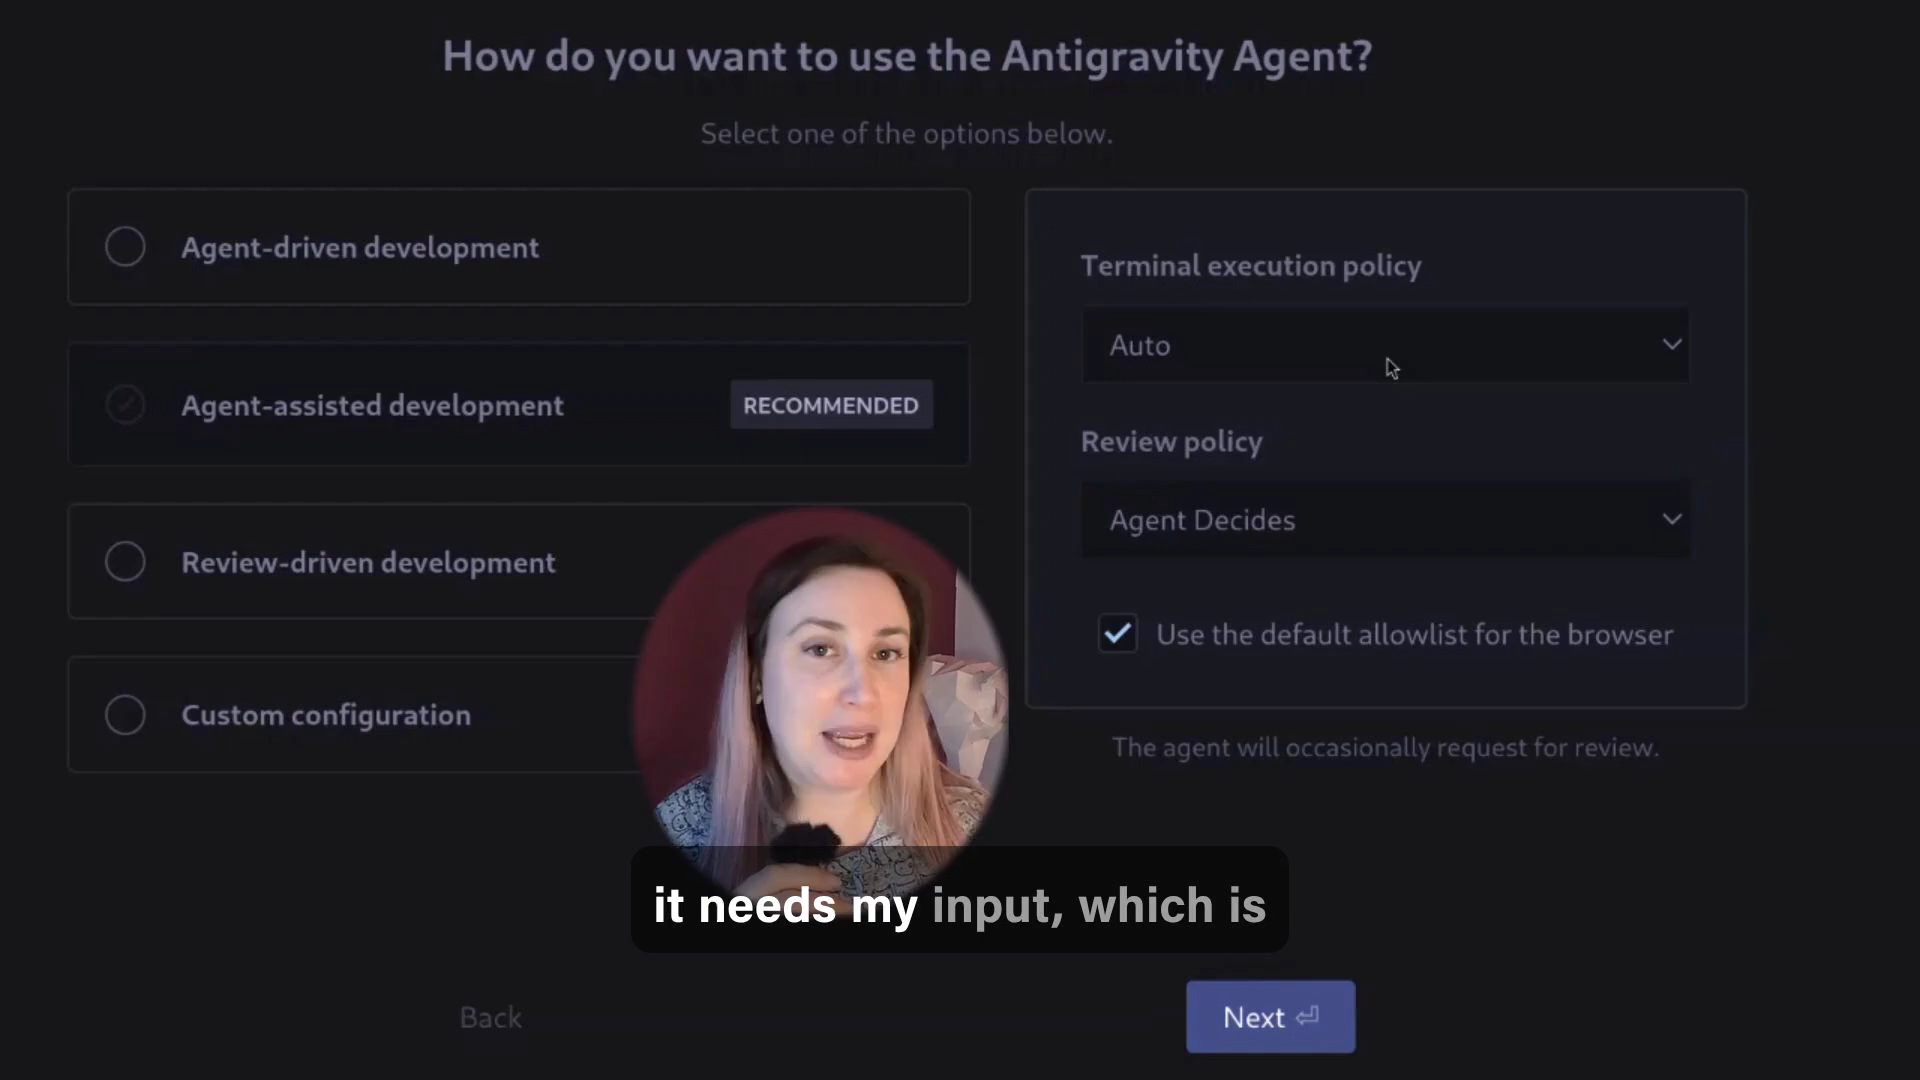 How do you want to use the Antigravity Agent?
Select one of the options below.
Agent-driven development
Agent-assisted development
RECOMMENDED
Review-driven development
Custom configuration
Terminal execution policy
Auto
Review policy
Agent Decides
Use the default allowlist for the browser
The agent will occasionally request for review.
it needs my input, which is
Back
Next